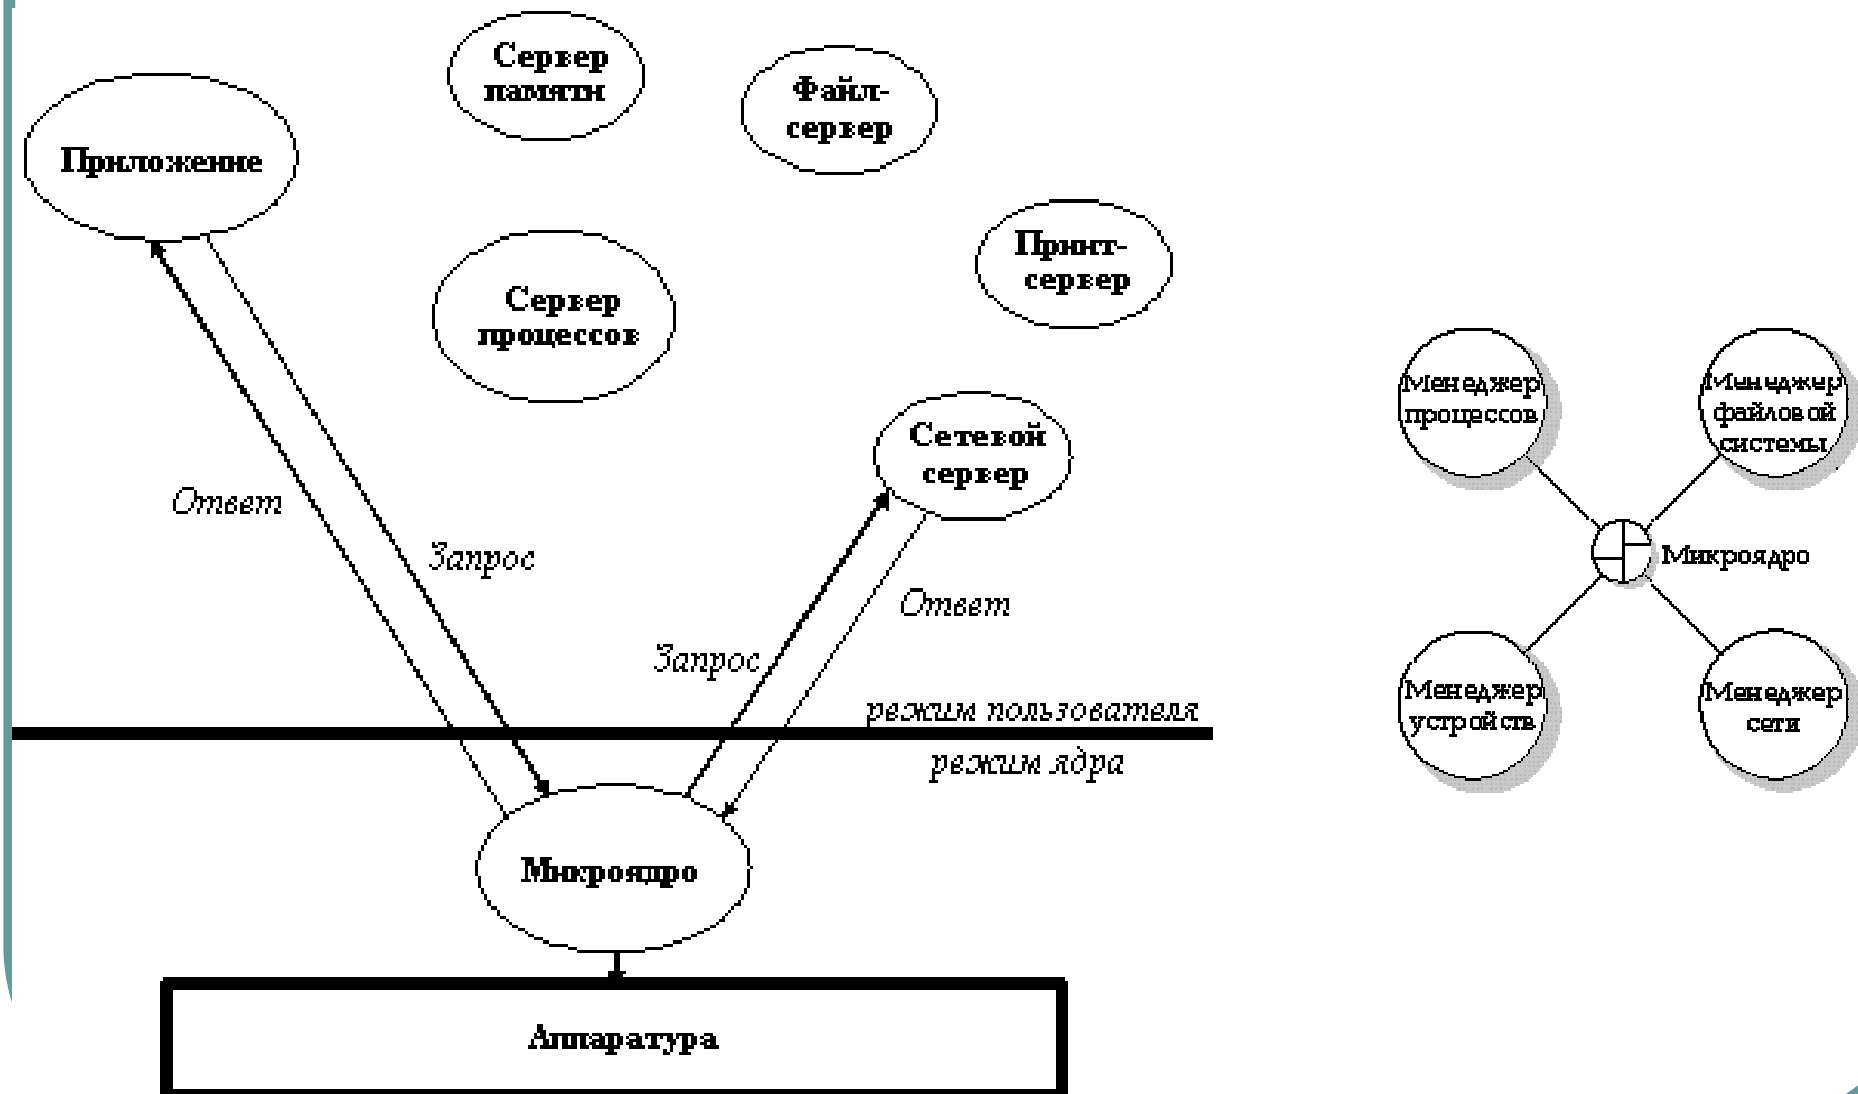 Сервер
памяти
Файл-
сервер
Приложение
Принт-
сервер
Сервер
процессов
Сетевой
сервер
Ответ
Запрос
Ответ
Запрос
режим пользователя
режим ядра
Микроядро
Аппаратура
Менеджер
процессов
Менеджер
файловой
системы
Микроядро
Менеджер
устройств
Менеджер
сети